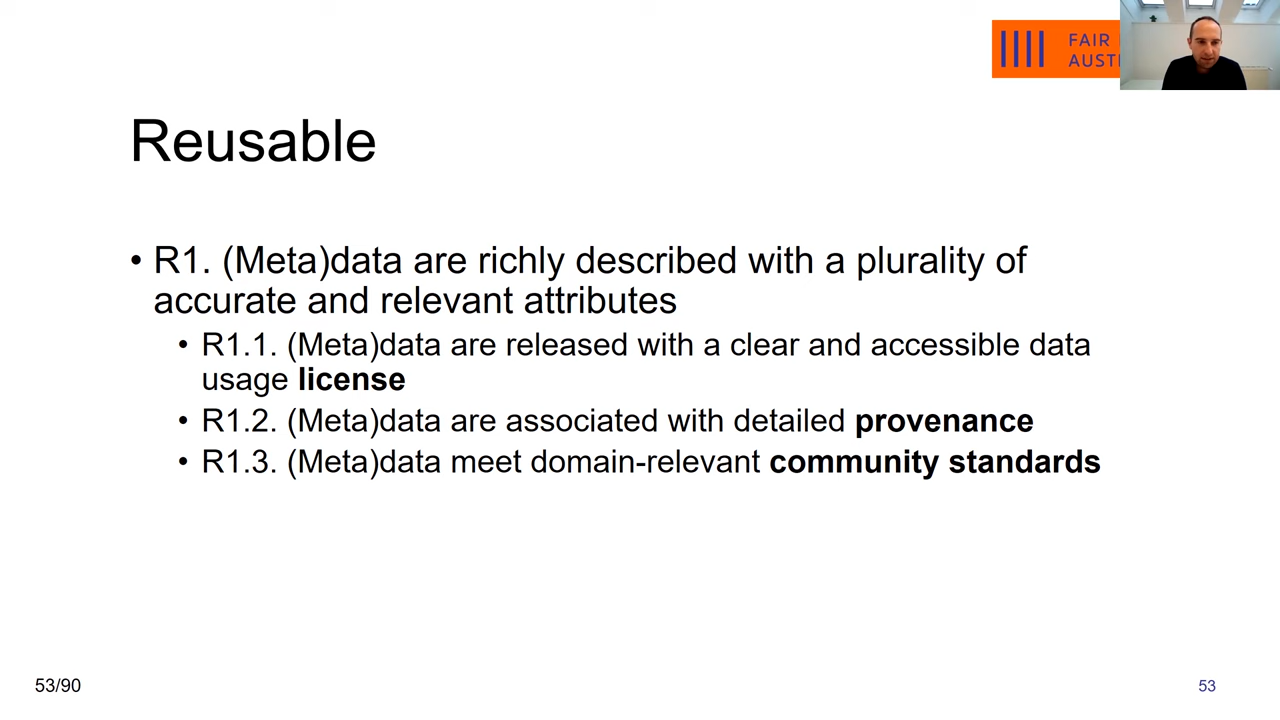 FAIR
AUST
Reusable
• R1. (Meta)data are richly described with a plurality of
accurate and relevant attributes
• R1.1. (Meta)data are released with a clear and accessible data
usage license
• R1.2. (Meta)data are associated with detailed provenance
• R1.3. (Meta)data meet domain-relevant community standards
53/90
53